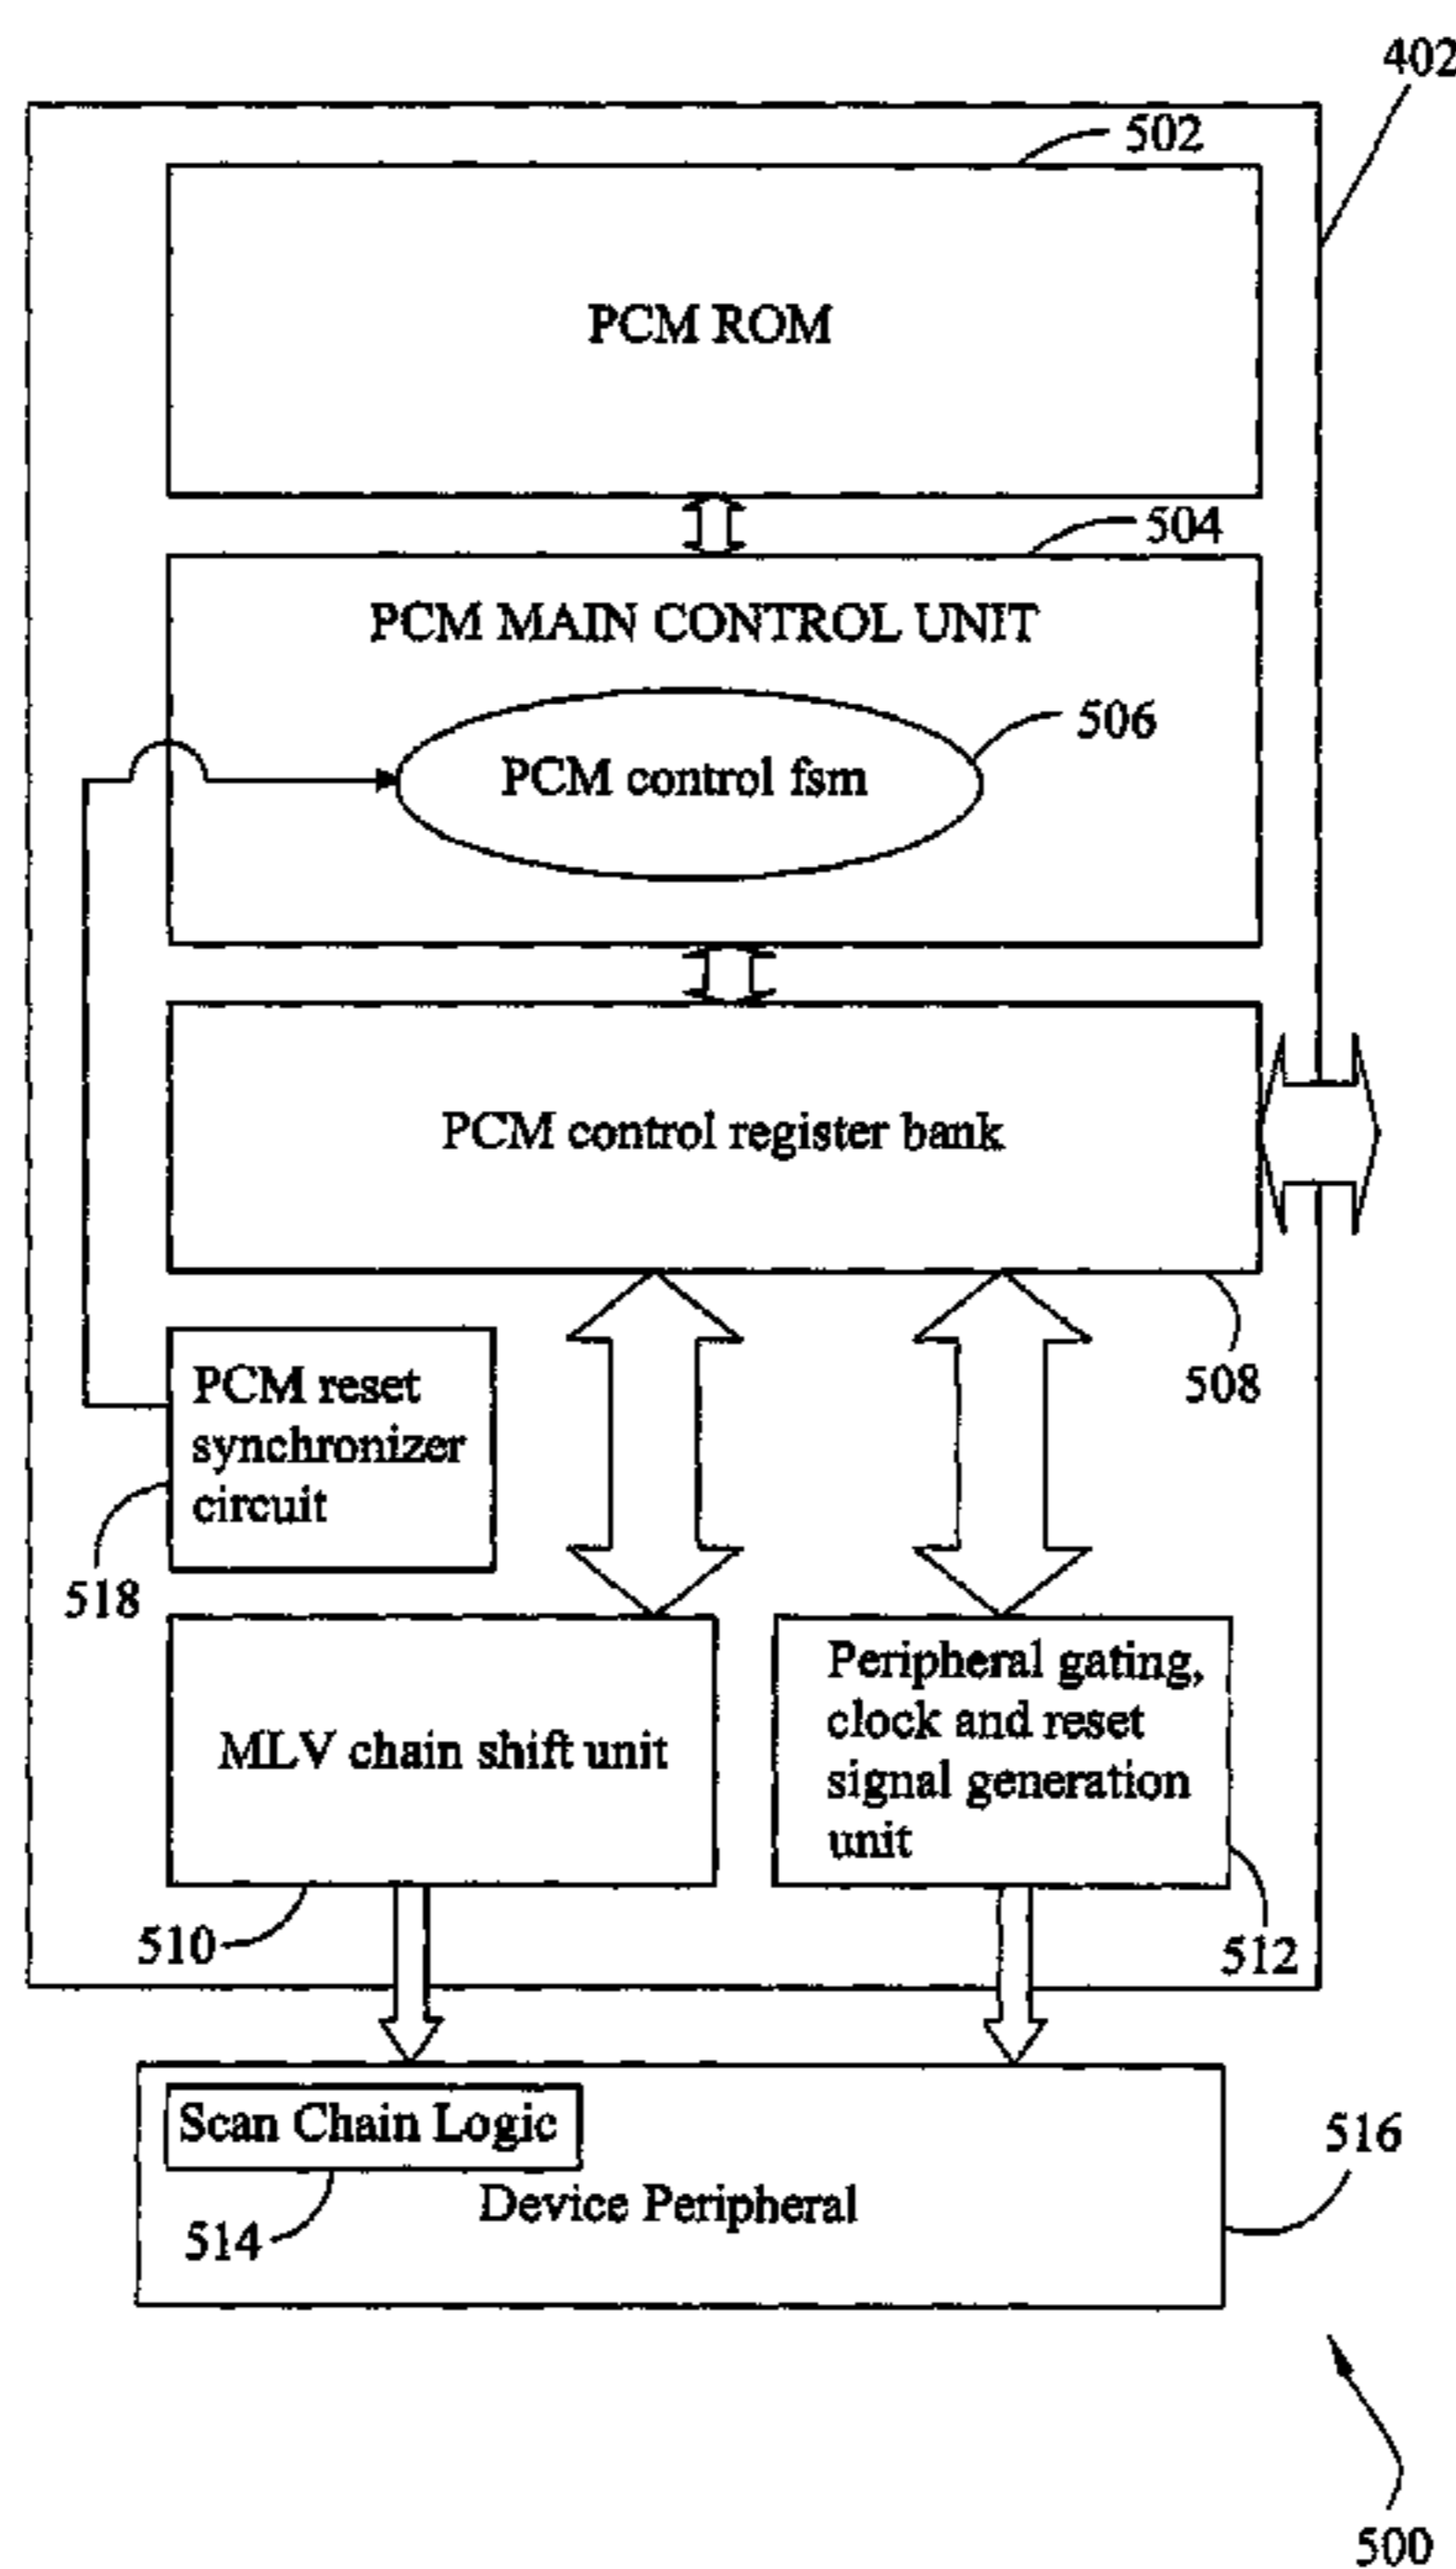 402
502
PCM ROM
504
PCM MAIN CONTROL UNIT
506
PCM control fsm
PCM control register bank
508
PCM reset
synchronizer
circuit
518
MLV chain shift unit
Peripheral gating,
clock and reset
signal generation
unit
510
512
Scan Chain Logic
516
Device Peripheral
514
500